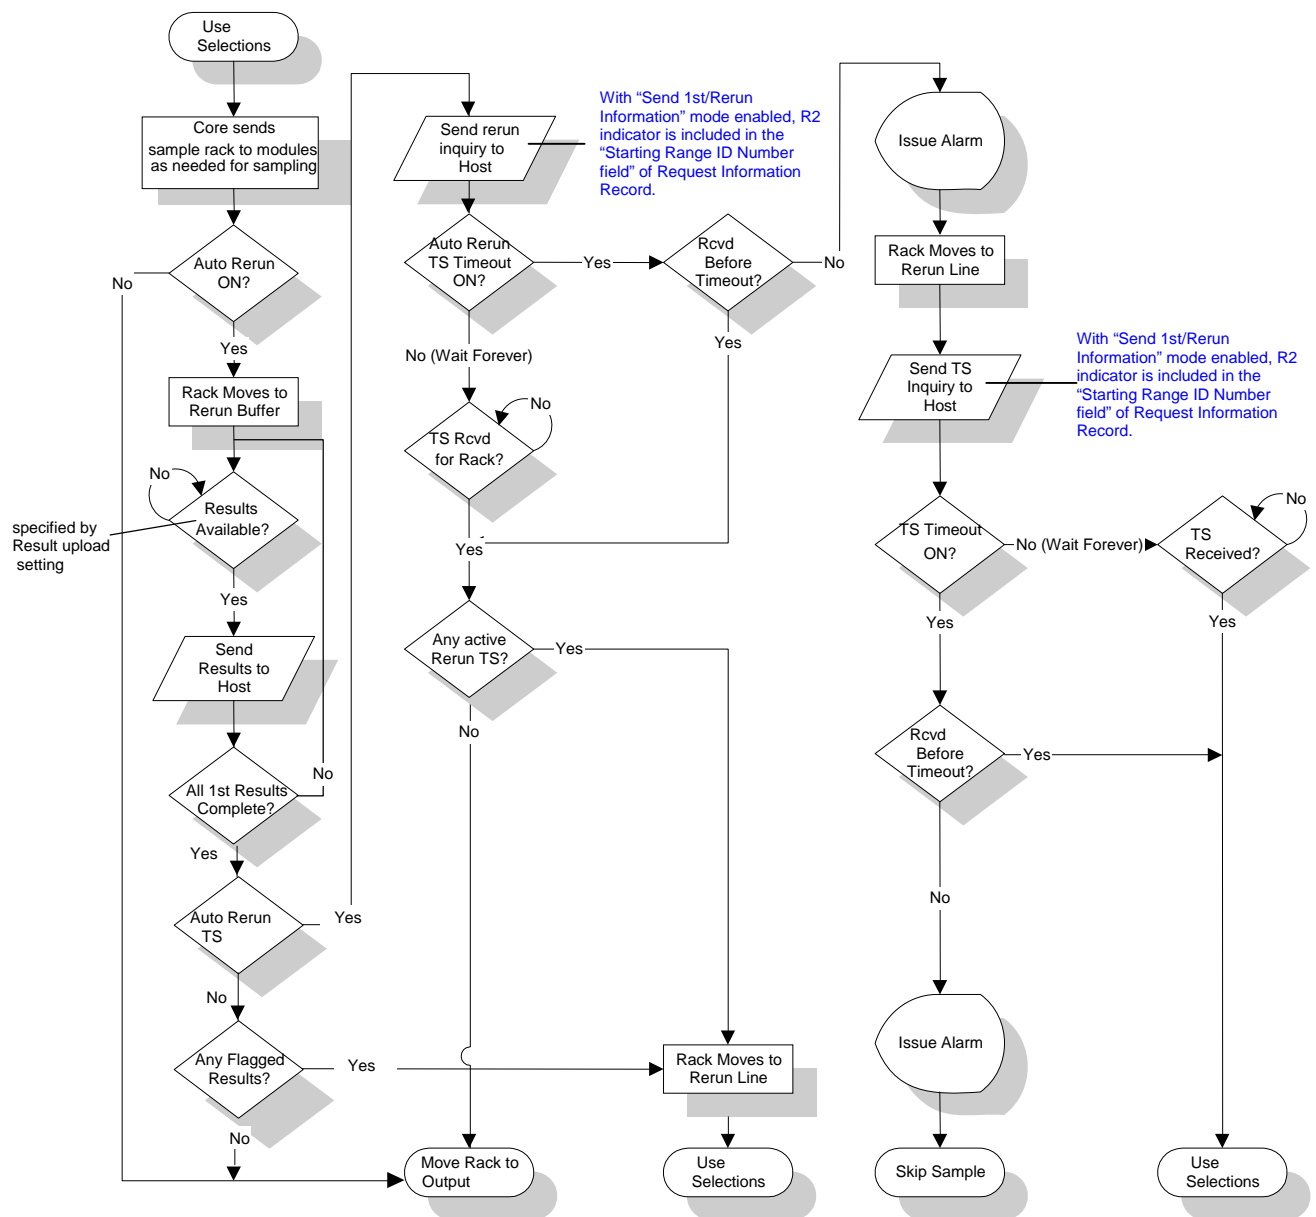 Use
Selections
Core sends
sample rack to modules
as needed for sampling
Auto Rerun
ON?
No
Yes
Rack Moves to
Rerun Buffer
No
Results
Available?
specified by
Result upload
setting
Yes
Send
Results to
Host
No
All 1st Results
Complete?
Yes
Auto Rerun
TS
Yes
No
Any Flagged
Results?
Yes
No
Send rerun
inquiry to
Host
With “Send 1st/Rerun
Information” mode enabled, R2
indicator is included in the
“Starting Range ID Number
field” of Request Information
Record.
Auto Rerun
TS Timeout
ON?
Yes
Rcvd
Before
Timeout?
No
Yes
No (Wait Forever)
No
TS Rcvd
for Rack?
Yes
Any active
Rerun TS?
Yes
No
Rack Moves to
Rerun Line
Move Rack to
Output
Use
Selections
Issue Alarm
Rack Moves to
Rerun Line
Send TS
Inquiry to
Host
With “Send 1st/Rerun
Information” mode enabled, R2
indicator is included in the
“Starting Range ID Number
field” of Request Information
Record.
TS Timeout
ON?
No (Wait Forever)
No
TS
Received?
Yes
Yes
Rcvd
Before
Timeout?
Yes
No
Issue Alarm
Skip Sample
Use
Selections